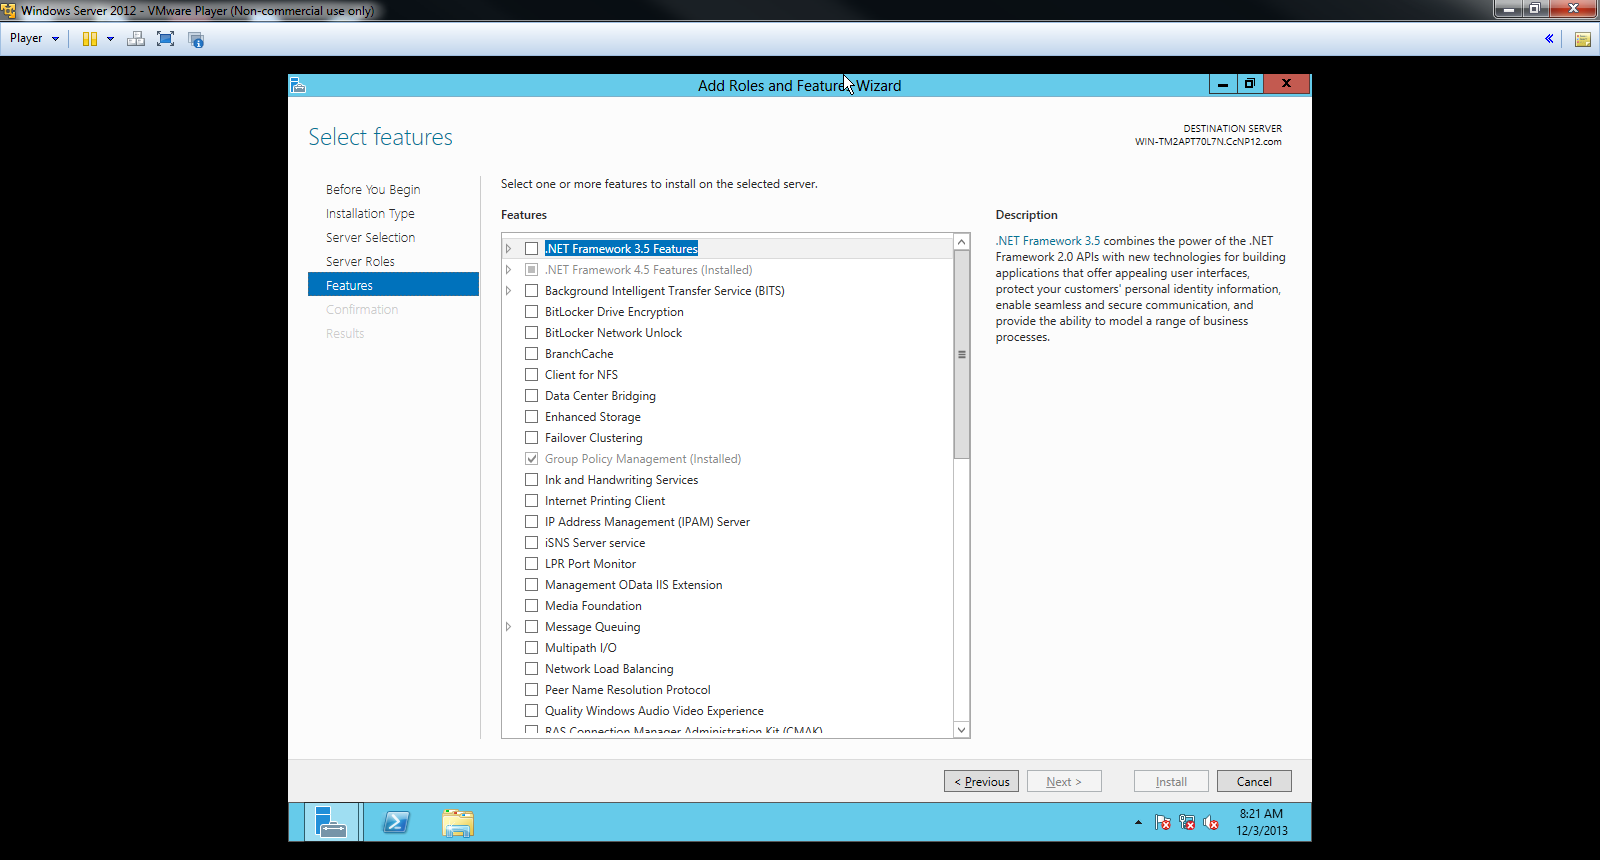 Windows Server 2012 - VMware Player (Non-commercial use only)
Player
Add Roles and Feature Wizard
Select features
DESTINATION SERVER
WIN-TM2APT70L7N.CcNP12.com
Before You Begin
Installation Type
Server Selection
Server Roles
Features
Confirmation
Results
Select one or more features to install on the selected server.
Features
.NET Framework 3.5 Features
.NET Framework 4.5 Features (Installed)
Background Intelligent Transfer Service (BITS)
BitLocker Drive Encryption
BitLocker Network Unlock
BranchCache
Client for NFS
Data Center Bridging
Enhanced Storage
Failover Clustering
Group Policy Management (Installed)
Ink and Handwriting Services
Internet Printing Client
IP Address Management (IPAM) Server
iSNS Server service
LPR Port Monitor
Management OData IIS Extension
Media Foundation
Message Queuing
Multipath I/O
Network Load Balancing
Peer Name Resolution Protocol
Quality Windows Audio Video Experience
RAS Connection Manager Administration Kit (CMAK)
Description
.NET Framework 3.5 combines the power of the .NET
Framework 2.0 APIs with new technologies for building
applications that offer appealing user interfaces,
protect your customers' personal identity information,
enable seamless and secure communication, and
provide the ability to model a range of business
processes.
< Previous
Next >
Install
Cancel
8:21 AM
12/3/2013